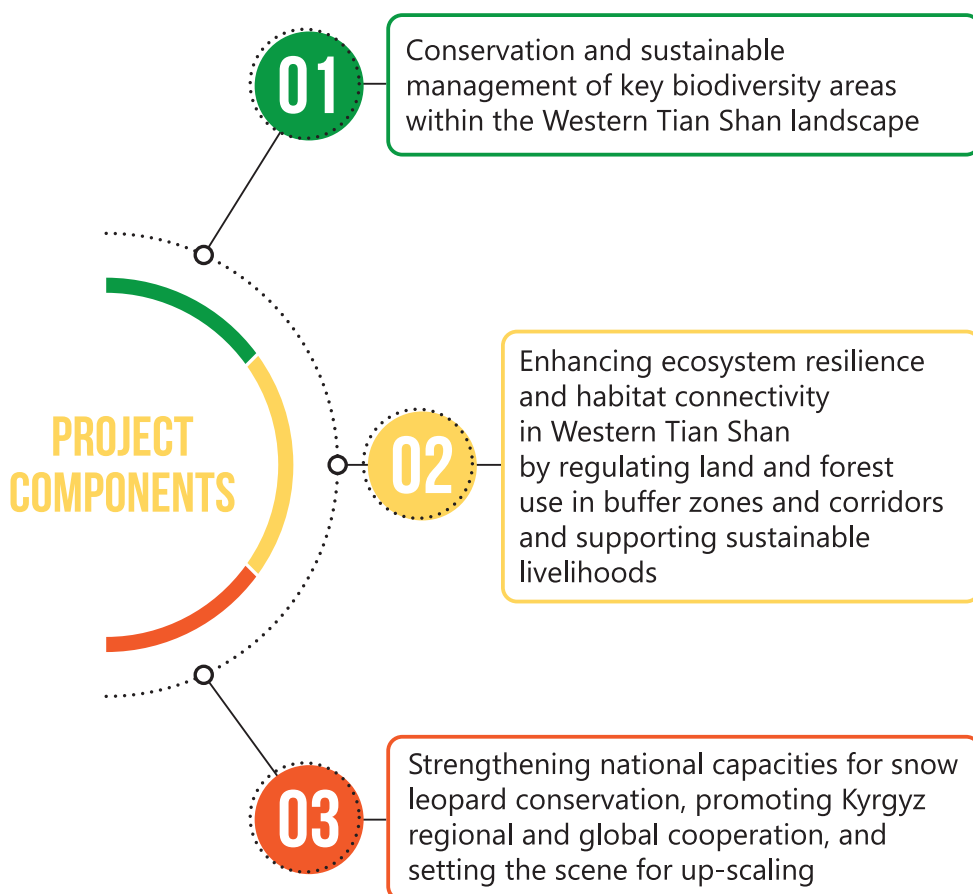 01
Conservation and sustainable
management of key biodiversity areas
within the Western Tian Shan landscape
PROJECT
COMPONENTS
02
Enhancing ecosystem resilience
and habitat connectivity
in Western Tian Shan
by regulating land and forest
use in buffer zones and corridors
and supporting sustainable
livelihoods
03
Strengthening national capacities for snow
leopard conservation, promoting Kyrgyz
regional and global cooperation, and
setting the scene for up-scaling